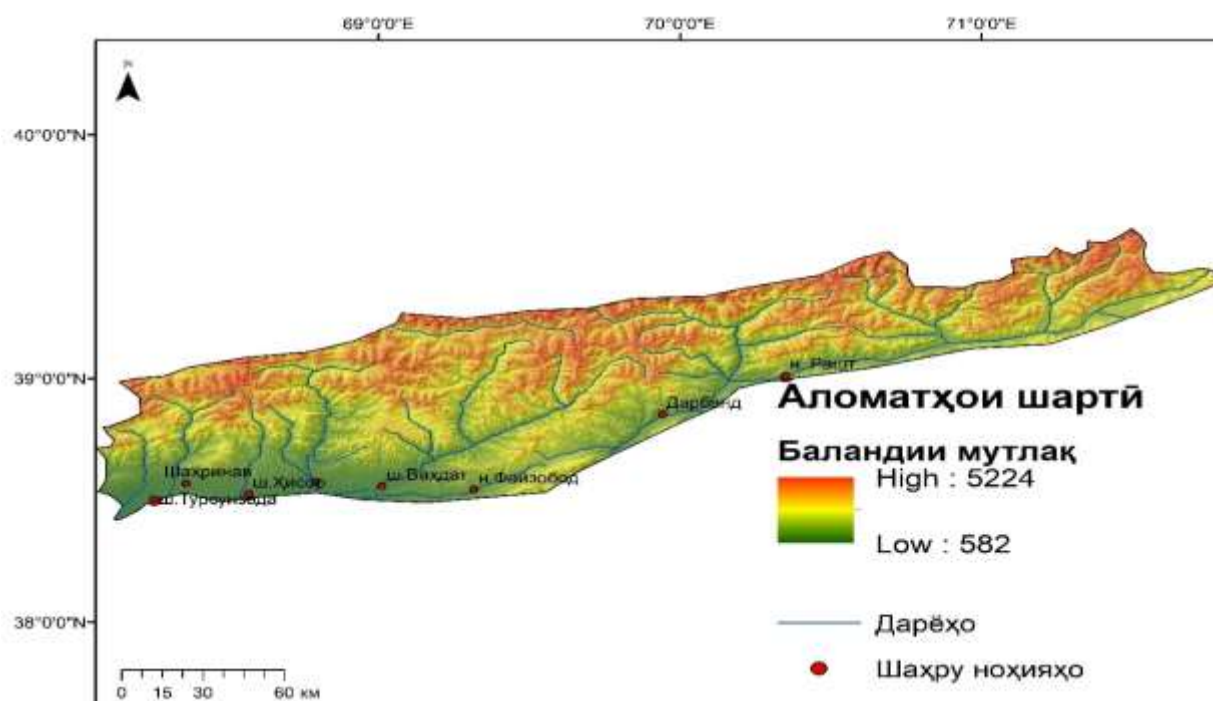 69°0'0"E 70°0'0"E 71°0'0"E
N
40°0'0"N
39°0'0"N
38°0'0"N
н. Рашт
Дарбанд
Шаҳринав
ш.Ҳисор
ш.Ваҳдат
н.Файзобод
ш.Турсунзода
Аломатҳои шартӣ
Баландии мутлақ
High : 5224
Low : 582
Дарёҳо
Шаҳру ноҳияҳо
0 15 30 60 км